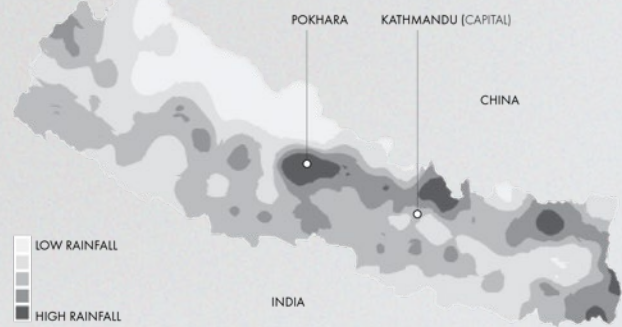 POKHARA
KATHMANDU (CAPITAL)
CHINA
LOW RAINFALL
INDIA
HIGH RAINFALL